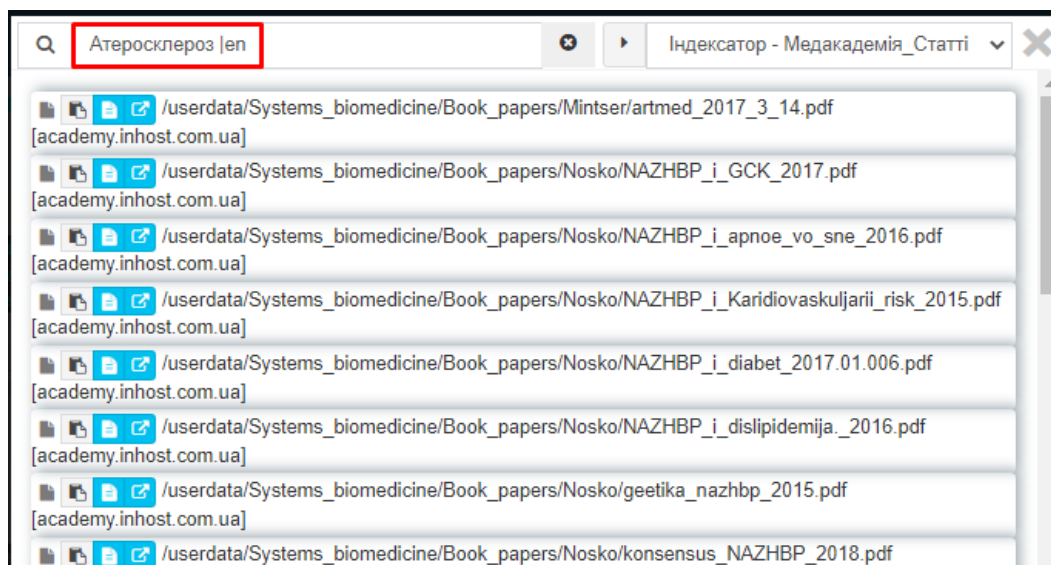 Атеросклероз |en
Індексатор - Медакадемія_Статті
/userdata/Systems_biomedicine/Book_papers/Mintser/artmed_2017_3_14.pdf
[academy.inhost.com.ua]
/userdata/Systems_biomedicine/Book_papers/Nosko/NAZHBP_i_GCK_2017.pdf
[academy.inhost.com.ua]
/userdata/Systems_biomedicine/Book_papers/Nosko/NAZHBP_i_apnoe_vo_sne_2016.pdf
[academy.inhost.com.ua]
/userdata/Systems_biomedicine/Book_papers/Nosko/NAZHBP_i_Karidiovaskuljarii_risk_2015.pdf
[academy.inhost.com.ua]
/userdata/Systems_biomedicine/Book_papers/Nosko/NAZHBP_i_diabet_2017.01.006.pdf
[academy.inhost.com.ua]
/userdata/Systems_biomedicine/Book_papers/Nosko/NAZHBP_i_dislipidemija._2016.pdf
[academy.inhost.com.ua]
/userdata/Systems_biomedicine/Book_papers/Nosko/geetika_nazhbp_2015.pdf
[academy.inhost.com.ua]
/userdata/Systems_biomedicine/Book_papers/Nosko/konsensus_NAZHBP_2018.pdf